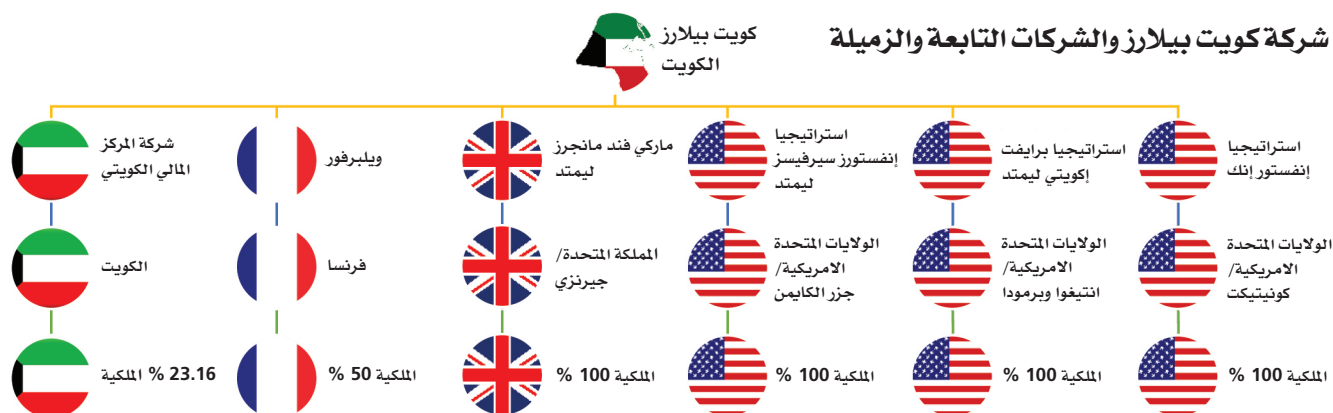 شركة كويت بيلارز والشركات التابعة والزميلة
كويت بيلارز
الكويت
استراتيجيا
إنفستور إنك
استراتيجيا برايفت
إكويتي ليمتد
استراتيجيا
إنفستورز سيرفيسز
ليمتد
ماركي فند مانجرز
ليمتد
ويلبرفور
شركة المركز
المالي الكويتي
الولايات المتحدة
الامريكية/
كونيتيكت
الولايات المتحدة
الامريكية/
انتيغوا وبرمودا
الولايات المتحدة
الامريكية/
جزر الكايمن
المملكة المتحدة/
جيرنزي
فرنسا
الكويت
الملكية 100 %
الملكية 100 %
الملكية 100 %
الملكية 100 %
الملكية 50 %
23.16 % الملكية